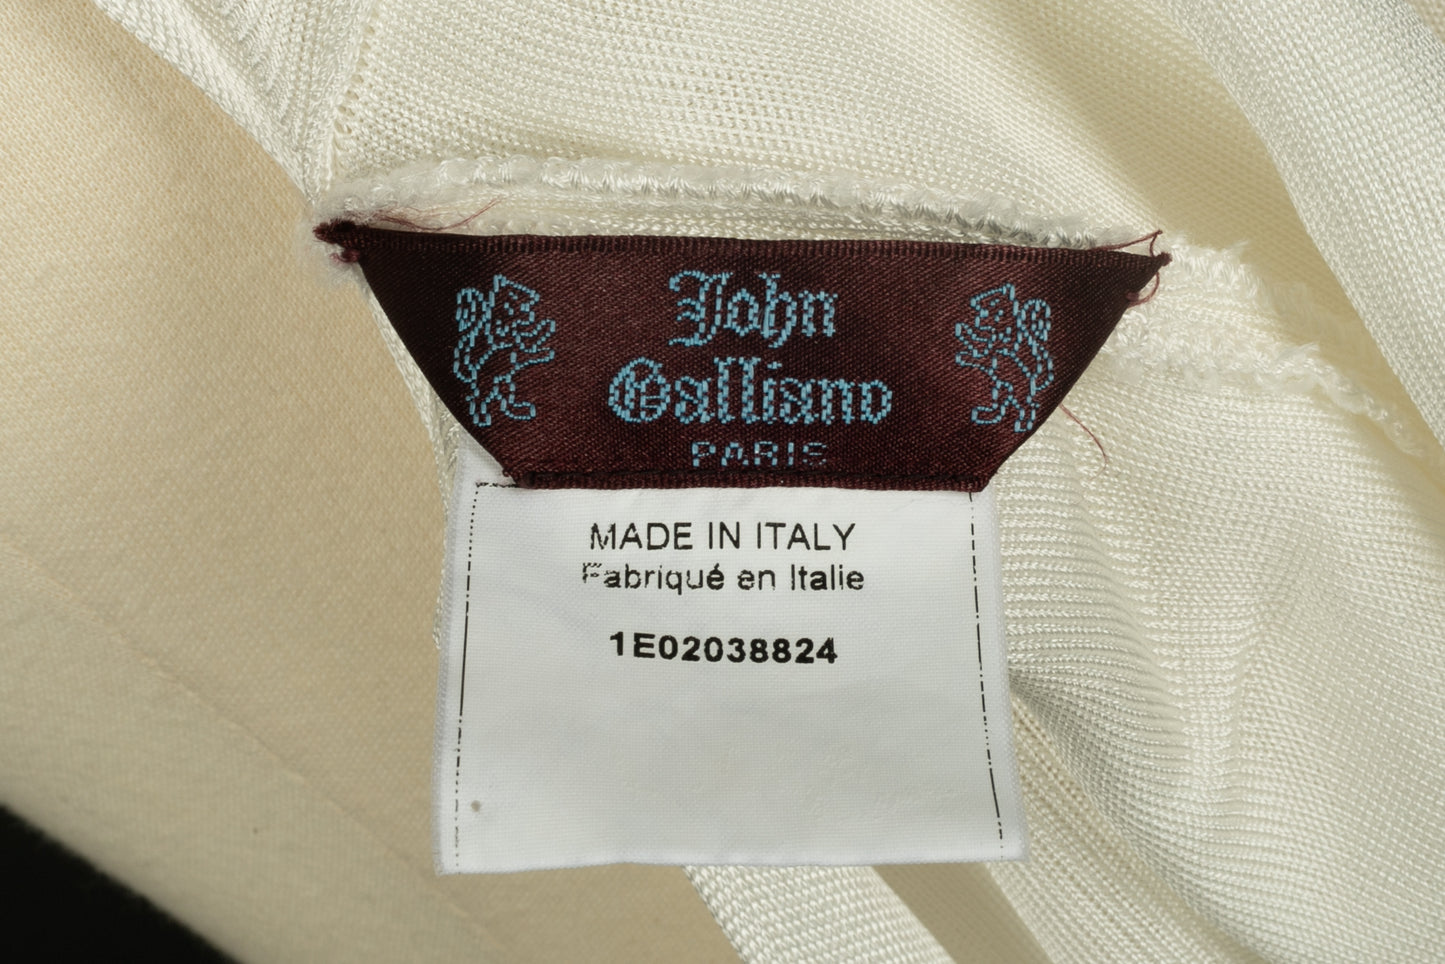 John
Galliano
PARIS
MADE IN ITALY
Fabriqué en Italie
1E02038824